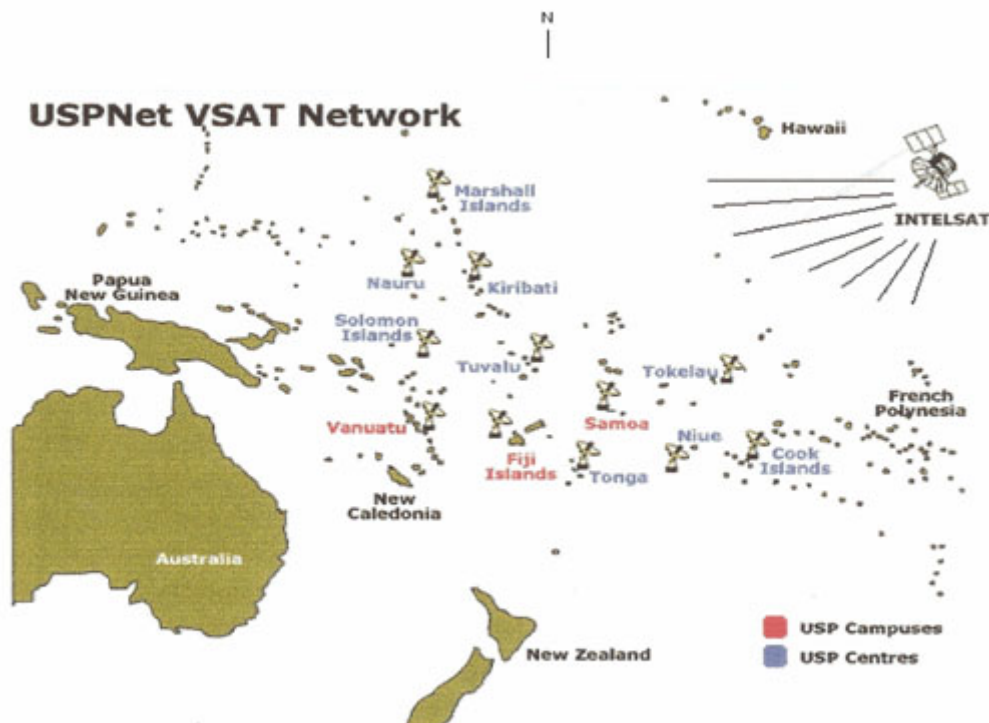 N
USPNet VSAT Network
Hawaii
INTELSAT
Marshall
Islands
Nauru
Kiribati
Papua
New Guinea
Solomon
Islands
Tuvalu
Tokelau
Vanuatu
Samoa
French
Polynesia
Fiji
Islands
Tonga
Niue
Cook
Islands
New
Caledonia
Australia
New Zealand
USP Campuses
USP Centres